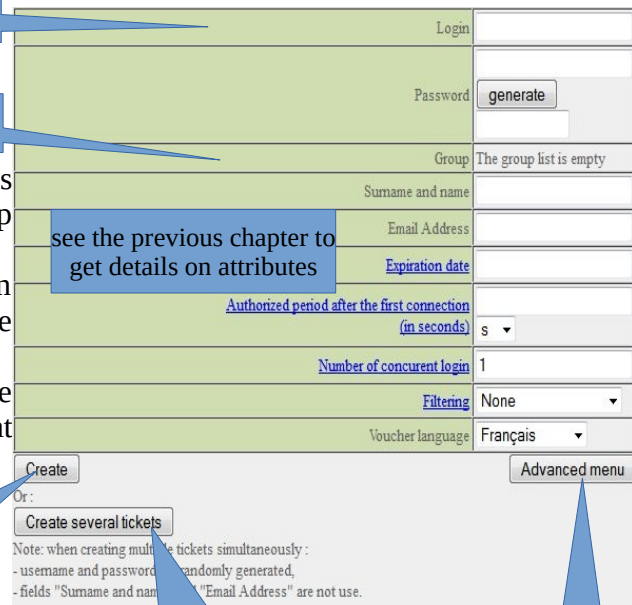 Login
Password
generate
Group The group list is empty
Surname and name
Email Address
see the previous chapter to
get details on attributes
Expiration date
Authorized period after the first connection
(in seconds) s
Number of concurent login 1
Filtering None
Voucher language Français
Create Advanced menu
Or :
Create several tickets
Note: when creating tickets simultaneously :
- username and password randomly generated,
- fields "Surname and "Email Address" are not use.